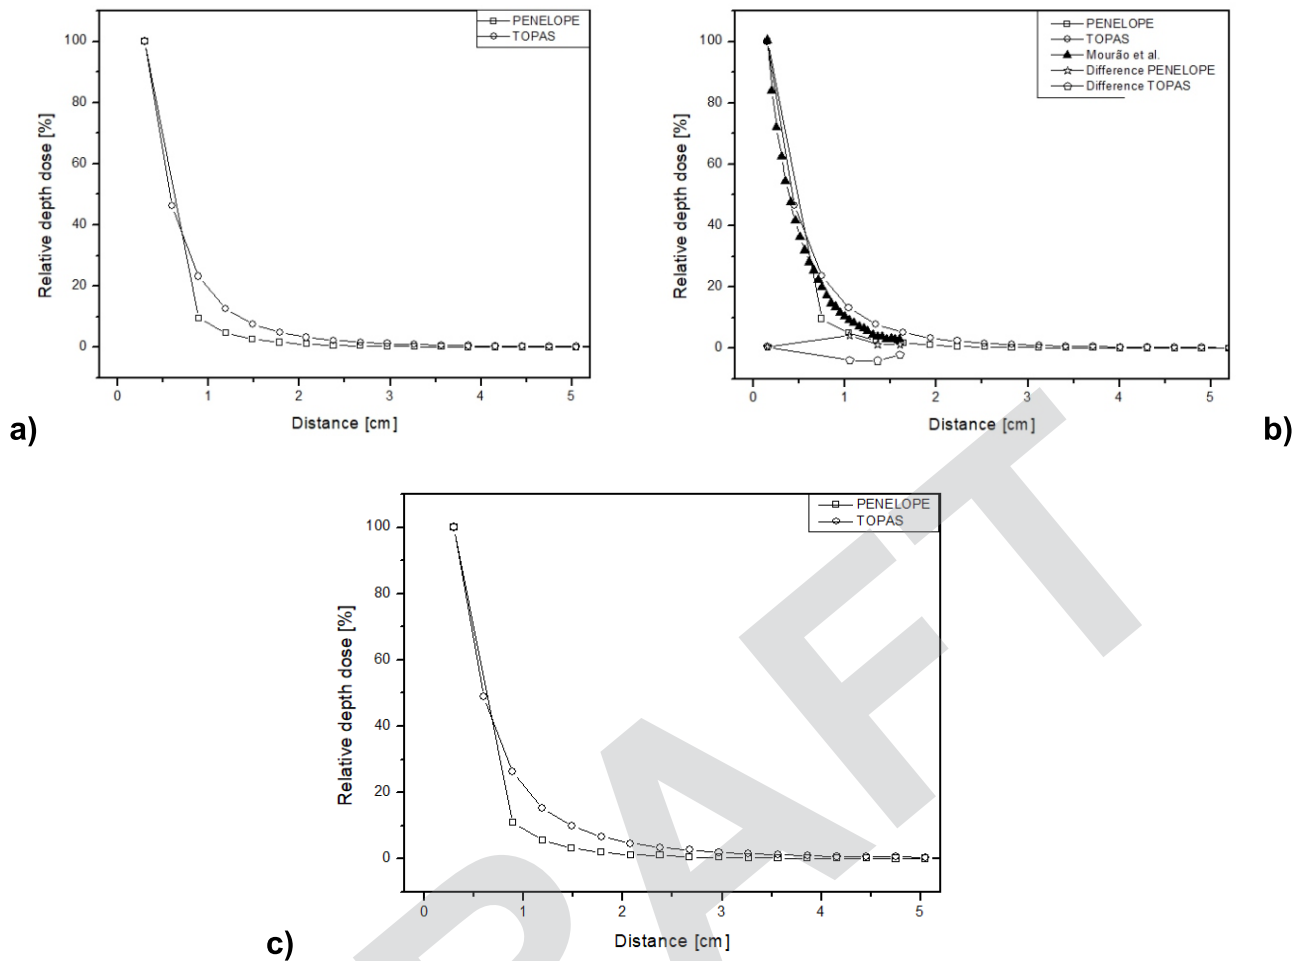 PENELOPE
TOPAS
Relative depth dose [%]
100
80
60
40
20
0
0 1 2 3 4 5
Distance [cm]
a)
PENELOPE
TOPAS
Mourão et al.
Difference PENELOPE
Difference TOPAS
Relative depth dose [%]
100
80
60
40
20
0
0 1 2 3 4 5
Distance [cm]
b)
PENELOPE
TOPAS
Relative depth dose [%]
100
80
60
40
20
0
0 1 2 3 4 5
Distance [cm]
c)
RAFT